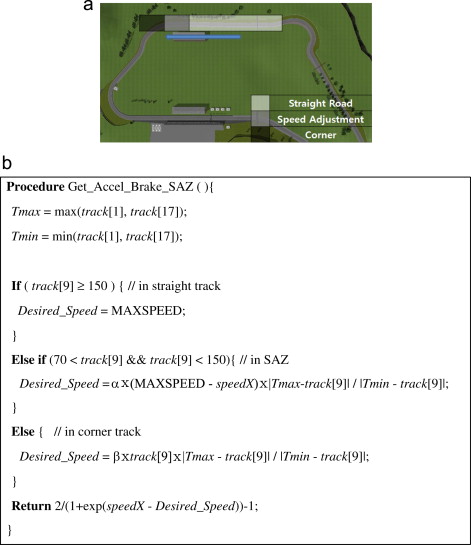 a
Straight Road
Speed Adjustment
Corner
b
Procedure Get_Accel_Brake_SAZ ( ){
Tmax = max(track[1], track[17]);
Tmin = min(track[1], track[17]);
If ( track[9] ≥ 150 ) { // in straight track
Desired_Speed = MAXSPEED;
}
Else if (70 < track[9] && track[9] < 150){ // in SAZ
Desired_Speed =αx(MAXSPEED - speedX)x|Tmax-track[9]| / |Tmin - track[9]|;
}
Else { // in corner track
Desired_Speed = βxtrack[9]x|Tmax - track[9]| / |Tmin - track[9]|;
}
Return 2/(1+exp(speedX - Desired_Speed))-1;
}